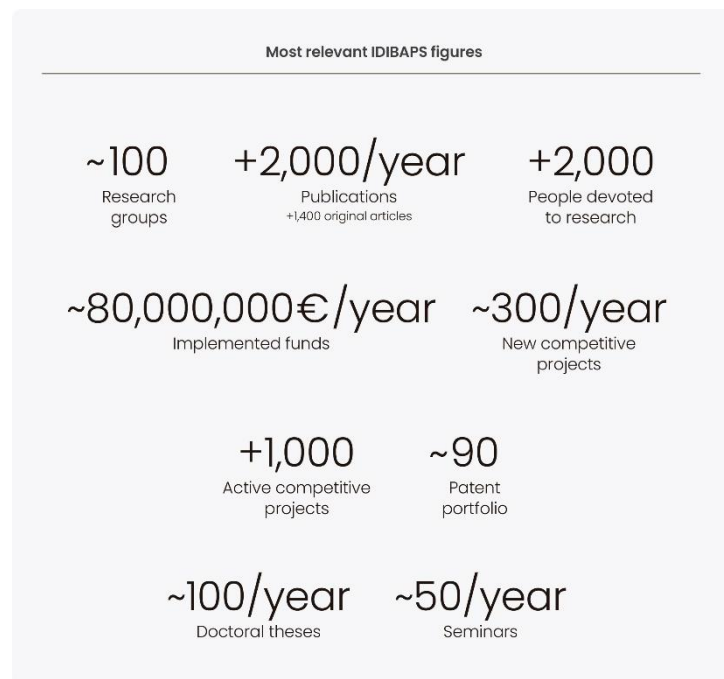 Most relevant IDIBAPS figures
~100
Research
groups
+2,000/year
Publications
+1,400 original articles
+2,000
People devoted
to research
~80,000,000€/year
Implemented funds
~300/year
New competitive
projects
+1,000
Active competitive
projects
~90
Patent
portfolio
~100/year
Doctoral theses
~50/year
Seminars